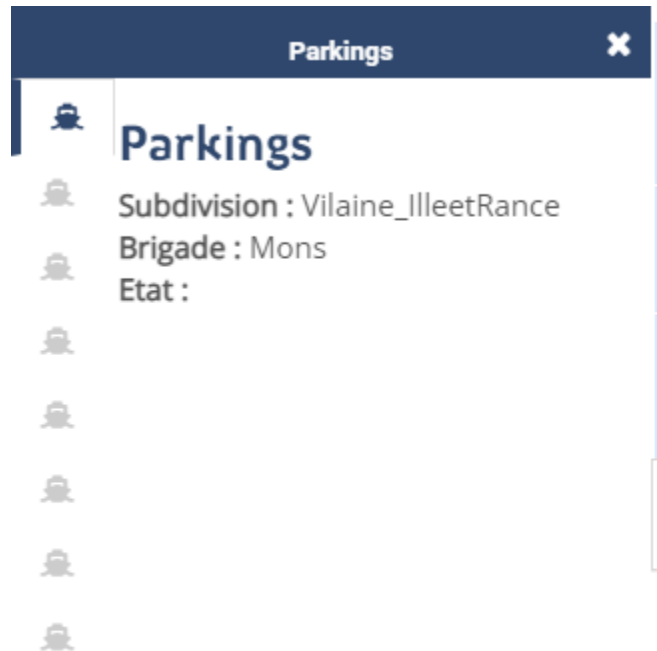 Parkings
Parkings
Subdivision : Vilaine_IlleetRance
Brigade : Mons
Etat :